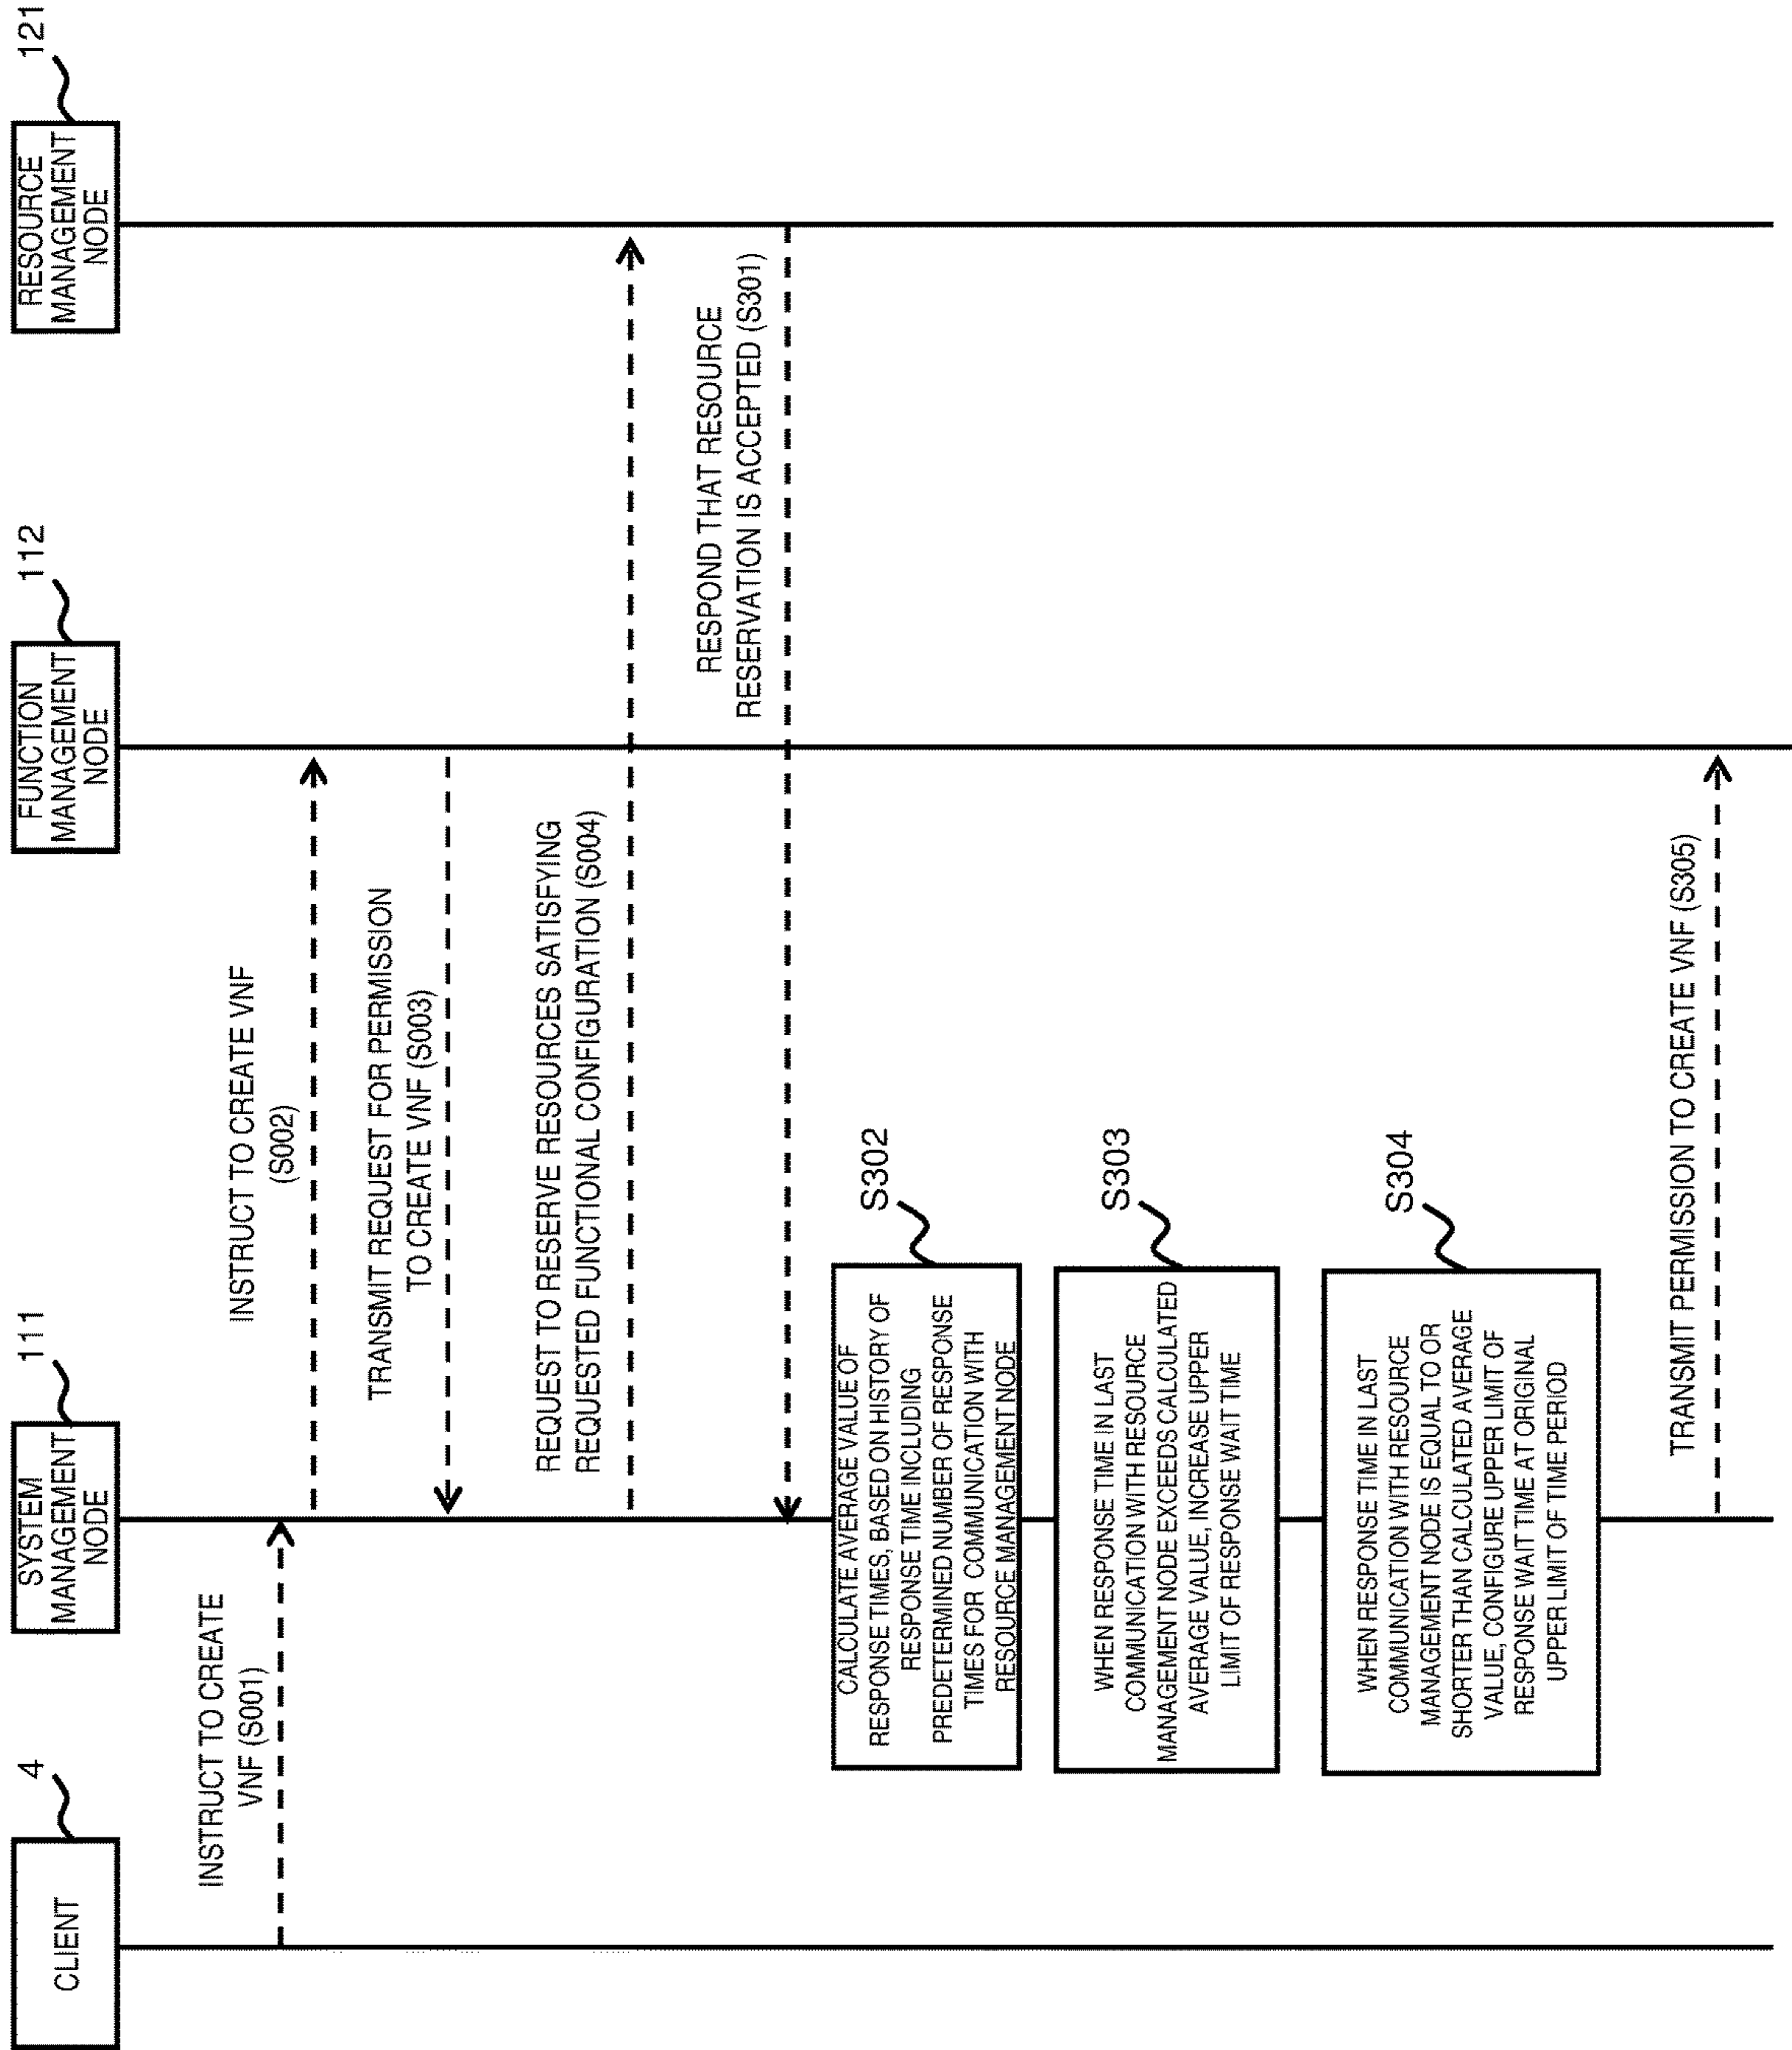 CLIENT
4
SYSTEM
MANAGEMENT
NODE
111
FUNCTION
MANAGEMENT
NODE
112
RESOURCE
MANAGEMENT
NODE
121
INSTRUCT TO CREATE
VNF (S001)
INSTRUCT TO CREATE VNF
(S002)
TRANSMIT REQUEST FOR PERMISSION
TO CREATE VNF (S003)
REQUEST TO RESERVE RESOURCES SATISFYING
REQUESTED FUNCTIONAL CONFIGURATION (S004)
RESPOND THAT RESOURCE
RESERVATION IS ACCEPTED (S301)
CALCULATE AVERAGE VALUE OF
RESPONSE TIMES, BASED ON HISTORY OF
RESPONSE TIME INCLUDING
PREDETERMINED NUMBER OF RESPONSE
TIMES FOR COMMUNICATION WITH
RESOURCE MANAGEMENT NODE
S302
WHEN RESPONSE TIME IN LAST
COMMUNICATION WITH RESOURCE
MANAGEMENT NODE EXCEEDS CALCULATED
AVERAGE VALUE, INCREASE UPPER
LIMIT OF RESPONSE WAIT TIME
S303
WHEN RESPONSE TIME IN LAST
COMMUNICATION WITH RESOURCE
MANAGEMENT NODE IS EQUAL TO OR
SHORTER THAN CALCULATED AVERAGE
VALUE, CONFIGURE UPPER LIMIT OF
RESPONSE WAIT TIME AT ORIGINAL
UPPER LIMIT OF TIME PERIOD
S304
TRANSMIT PERMISSION TO CREATE VNF (S305)